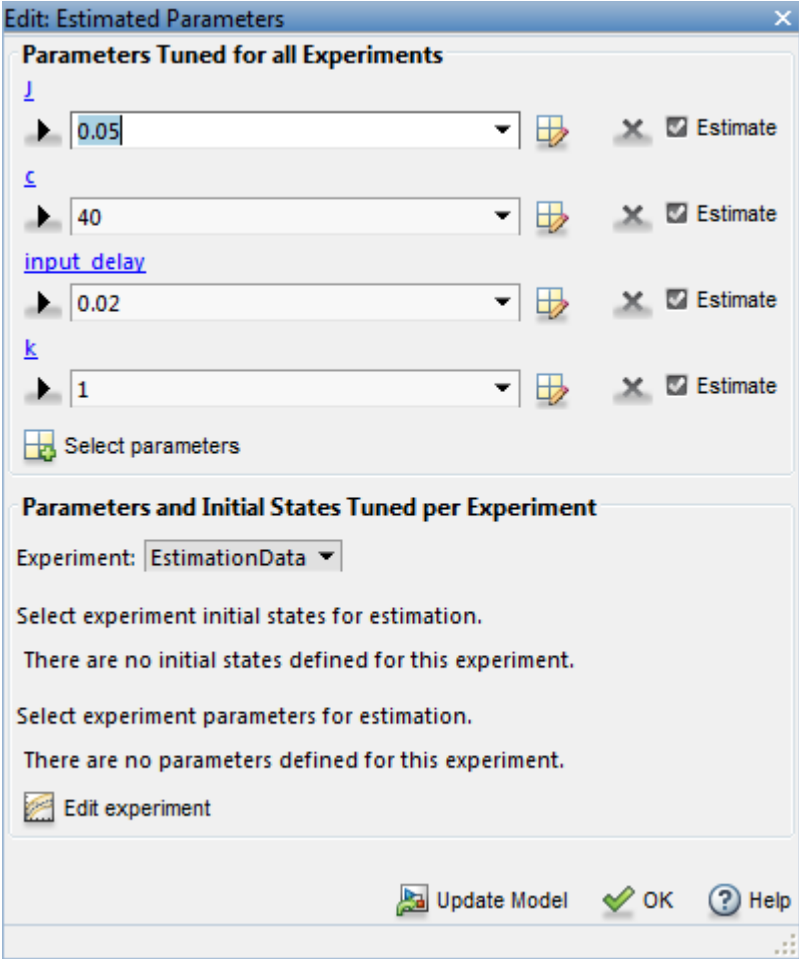 Edit: Estimated Parameters
Parameters Tuned for all Experiments
J
0.05 Estimate
c
40 Estimate
input_delay
0.02 Estimate
k
1 Estimate
Select parameters
Parameters and Initial States Tuned per Experiment
Experiment: EstimationData
Select experiment initial states for estimation.
There are no initial states defined for this experiment.
Select experiment parameters for estimation.
There are no parameters defined for this experiment.
Edit experiment
Update Model OK Help